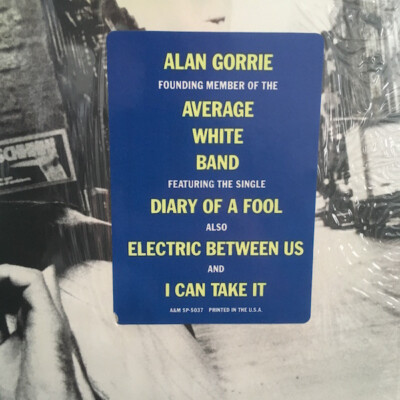 ALAN GORRIE
FOUNDING MEMBER OF THE
AVERAGE
WHITE
BAND
FEATURING THE SINGLE
DIARY OF A FOOL
ALSO
ELECTRIC BETWEEN US
AND
I CAN TAKE IT
A&M SP-5037 PRINTED IN THE U.S.A.